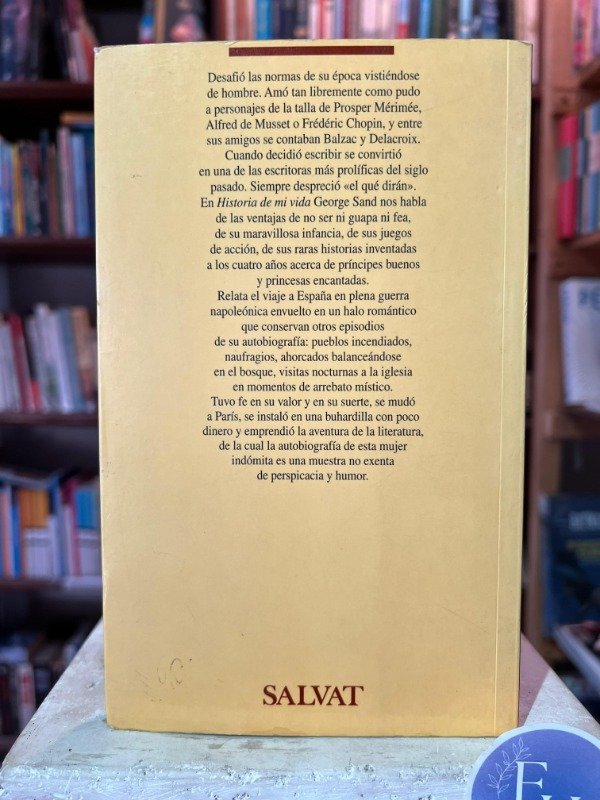 Desafió las normas de su época vistiéndose
de hombre. Amó tan libremente como pudo
a personajes de la talla de Prosper Mérimée,
Alfred de Musset o Frédéric Chopin, y entre
sus amigos se contaban Balzac y Delacroix.
Cuando decidió escribir se convirtió
en una de las escritoras más prolíficas del siglo
pasado. Siempre despreció «el qué dirán».
En Historia de mi vida George Sand nos habla
de las ventajas de no ser ni guapa ni fea,
de su maravillosa infancia, de sus juegos
de acción, de sus raras historias inventadas
a los cuatro años acerca de príncipes buenos
y princesas encantadas.
Relata el viaje a España en plena guerra
napoleónica envuelto en un halo romántico
que conservan otros episodios
de su autobiografía: pueblos incendiados,
naufragios, ahorcados balanceándose
en el bosque, visitas nocturnas a la iglesia
en momentos de arrebato místico.
Tuvo fe en su valor y en su suerte, se mudó
a París, se instaló en una buhardilla con poco
dinero y emprendió la aventura de la literatura,
de la cual la autobiografía de esta mujer
indómita es una muestra no exenta
de perspicacia y humor.
SALVAT